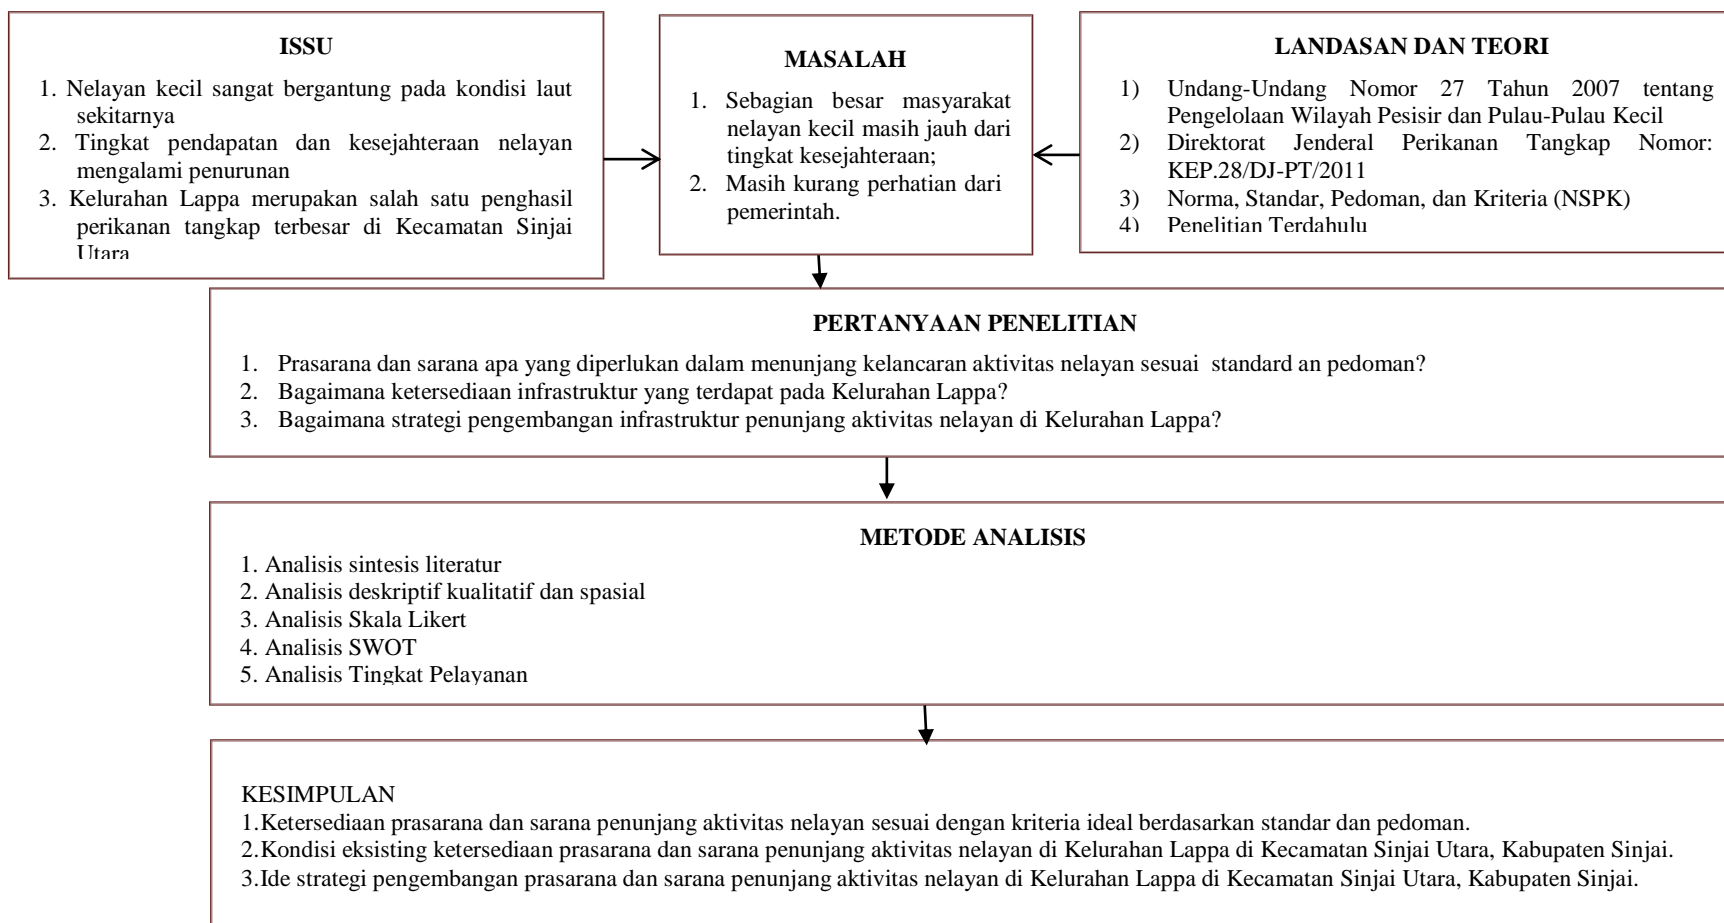 ISSU
1. Nelayan kecil sangat bergantung pada kondisi laut
sekitarnya
2. Tingkat pendapatan dan kesejahteraan nelayan
mengalami penurunan
3. Kelurahan Lappa merupakan salah satu penghasil
perikanan tangkap terbesar di Kecamatan Sinjai
Utara
MASALAH
1. Sebagian besar masyarakat
nelayan kecil masih jauh dari
tingkat kesejahteraan;
2. Masih kurang perhatian dari
pemerintah.
LANDASAN DAN TEORI
1) Undang-Undang Nomor 27 Tahun 2007 tentang
Pengelolaan Wilayah Pesisir dan Pulau-Pulau Kecil
2) Direktorat Jenderal Perikanan Tangkap Nomor:
KEP.28/DJ-PT/2011
3) Norma, Standar, Pedoman, dan Kriteria (NSPK)
4) Penelitian Terdahulu
PERTANYAAN PENELITIAN
1. Prasarana dan sarana apa yang diperlukan dalam menunjang kelancaran aktivitas nelayan sesuai standard an pedoman?
2. Bagaimana ketersediaan infrastruktur yang terdapat pada Kelurahan Lappa?
3. Bagaimana strategi pengembangan infrastruktur penunjang aktivitas nelayan di Kelurahan Lappa?
METODE ANALISIS
1. Analisis sintesis literatur
2. Analisis deskriptif kualitatif dan spasial
3. Analisis Skala Likert
4. Analisis SWOT
5. Analisis Tingkat Pelayanan
KESIMPULAN
1.Ketersediaan prasarana dan sarana penunjang aktivitas nelayan sesuai dengan kriteria ideal berdasarkan standar dan pedoman.
2.Kondisi eksisting ketersediaan prasarana dan sarana penunjang aktivitas nelayan di Kelurahan Lappa di Kecamatan Sinjai Utara, Kabupaten Sinjai.
3.Ide strategi pengembangan prasarana dan sarana penunjang aktivitas nelayan di Kelurahan Lappa di Kecamatan Sinjai Utara, Kabupaten Sinjai.